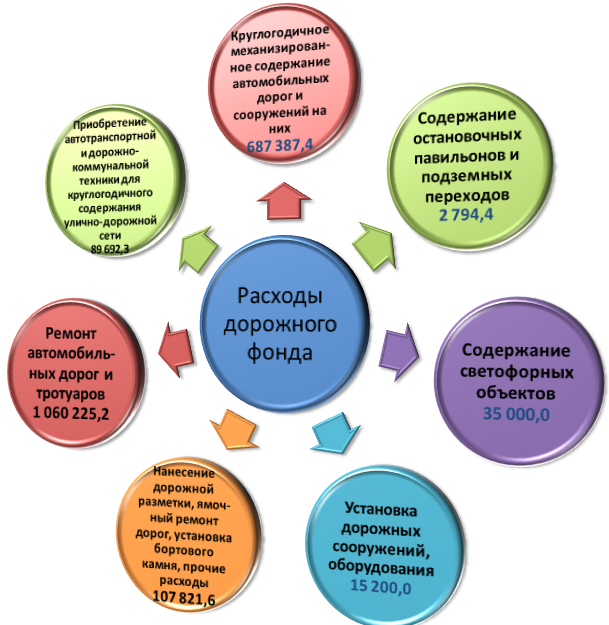 Круглогодичное
механизирован-
ное содержание
автомобильных
дорог и
сооружений на
них
687 387,4
Содержание
остановочных
павильонов и
подземных
переходов
2 794,4
Содержание
светофорных
объектов
35 000,0
Установка
дорожных
сооружений,
оборудования
15 200,0
Нанесение
дорожной
разметки, ямоч-
ный ремонт
дорог, установка
бортового
камня, прочие
расходы
107 821,6
Ремонт
автомобиль-
ных дорог и
тротуаров
1 060 225,2
Приобретение
автотранспортной
и дорожно-
коммунальной
техники для
круглогодичного
содержания
улично-дорожной
сети
89 692,3
Расходы
дорожного
фонда